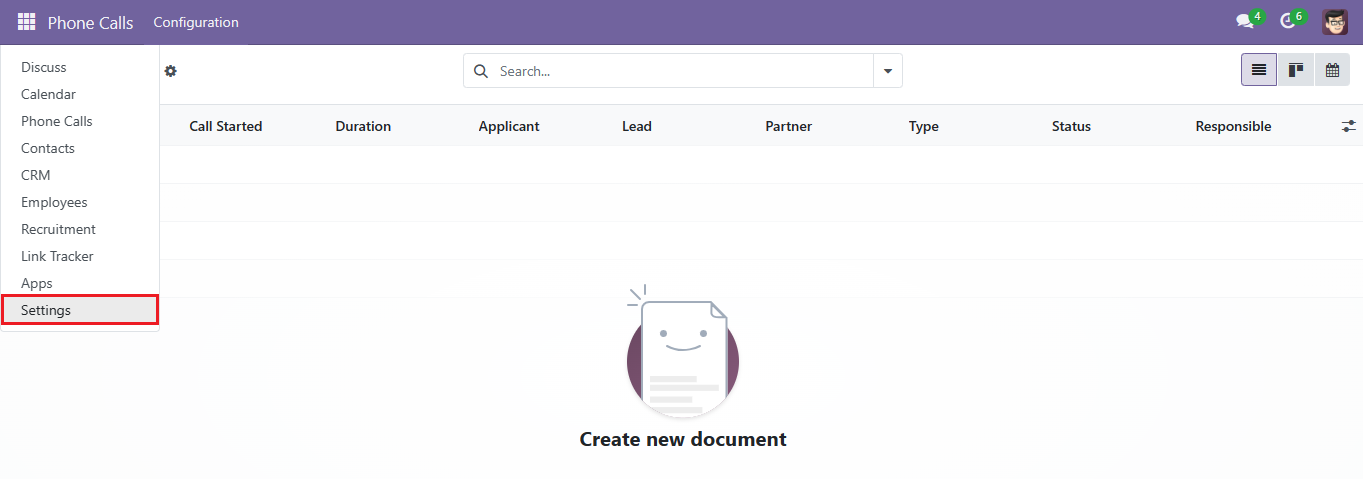 Phone Calls Configuration 4 6
Discuss
Calendar
Phone Calls
Contacts
CRM
Employees
Recruitment
Link Tracker
Apps
Settings
Search...
Call Started Duration Applicant Lead Partner Type Status Responsible
Create new document